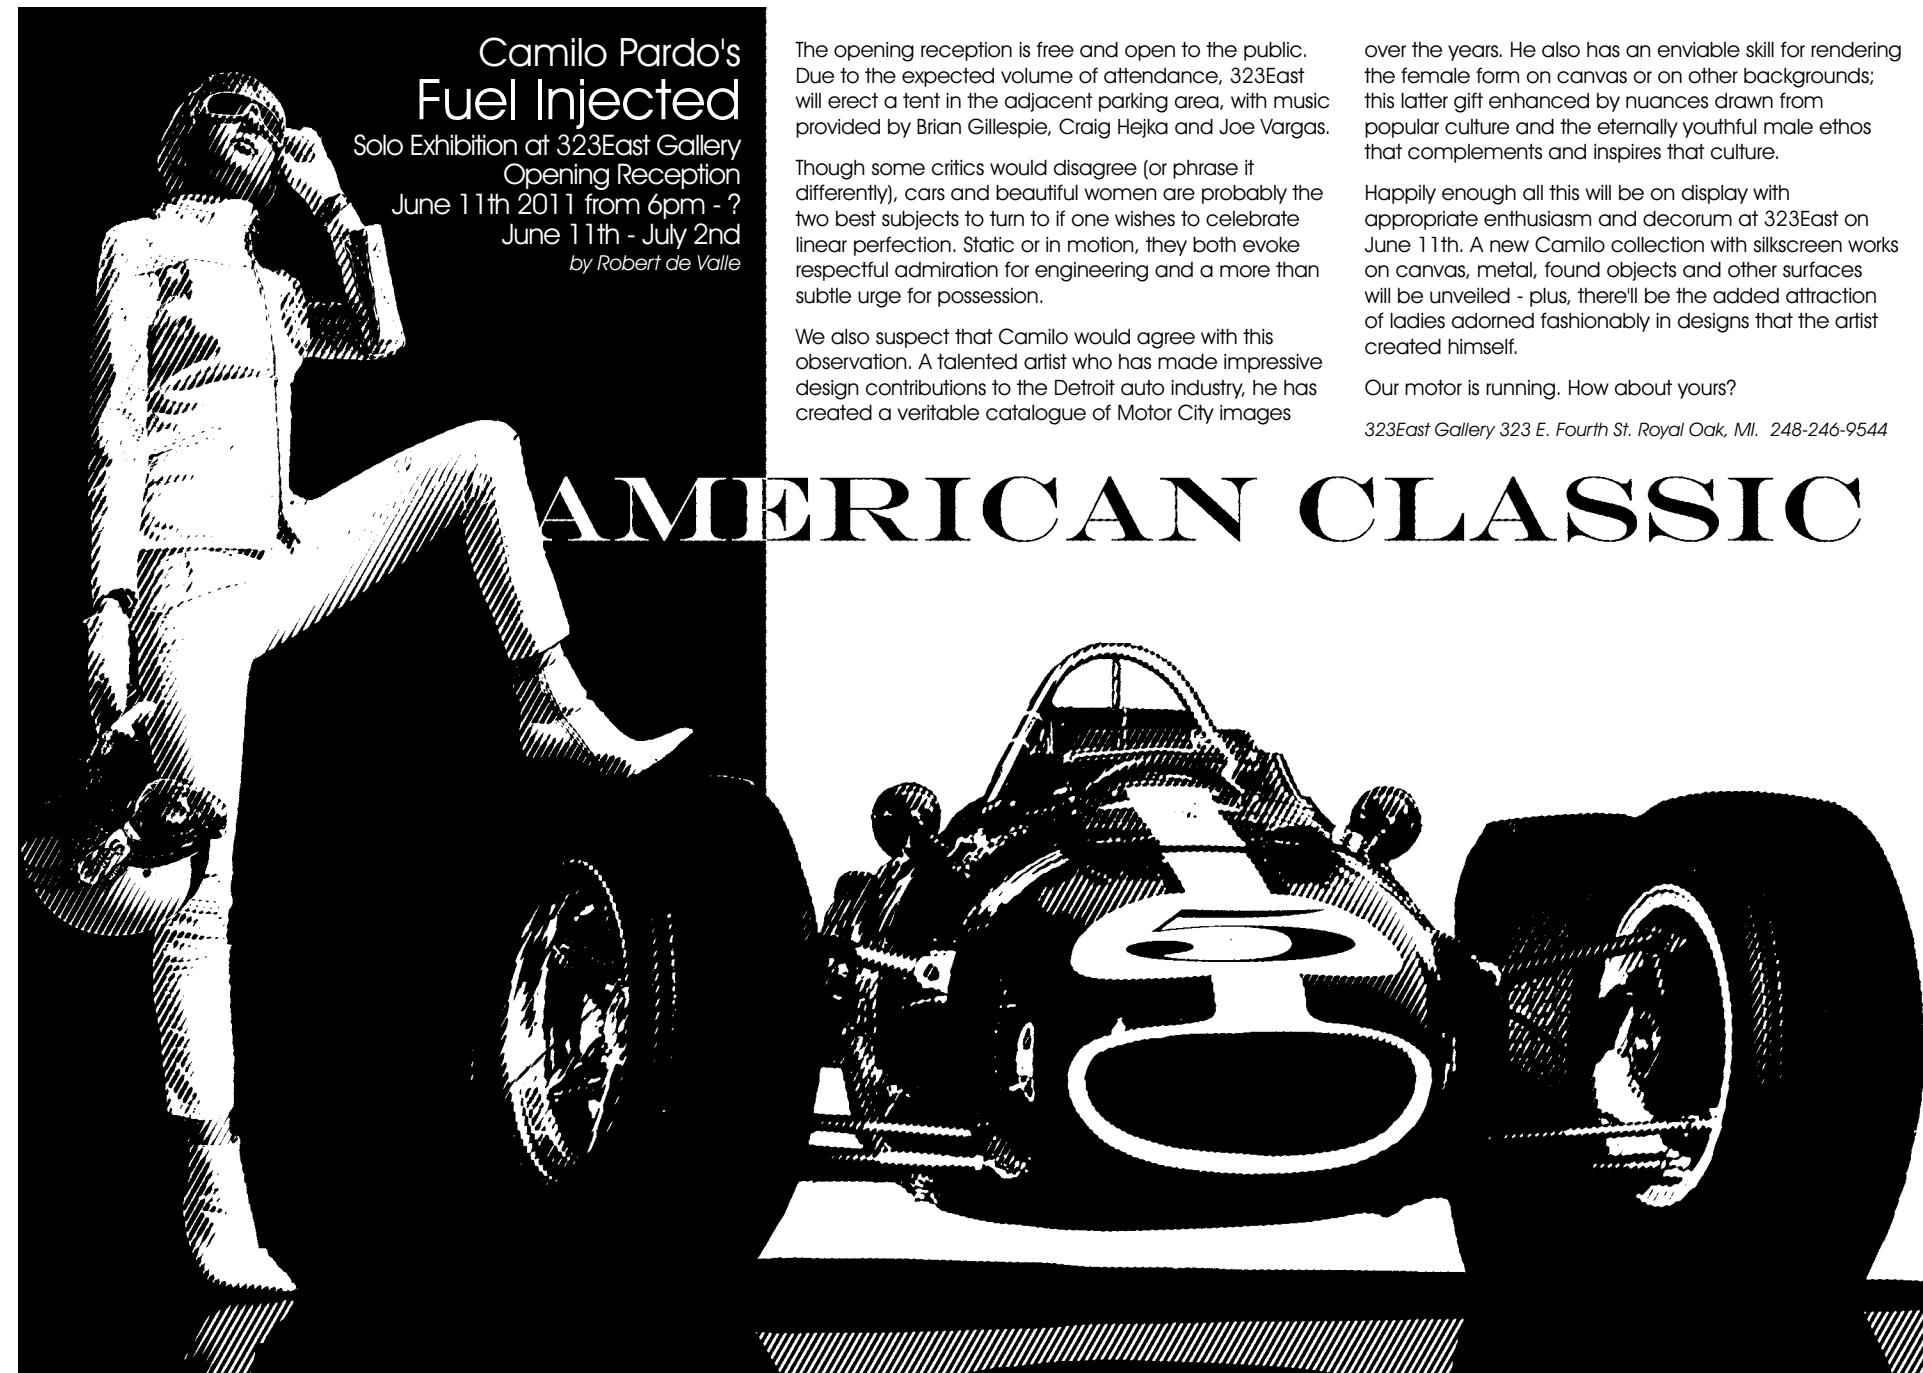 Camilo Pardo's
Fuel Injected
Solo Exhibition at 323East Gallery
Opening Reception
June 11th 2011 from 6pm - ?
June 11th - July 2nd
by Robert de Valle
The opening reception is free and open to the public.
Due to the expected volume of attendance, 323East
will erect a tent in the adjacent parking area, with music
provided by Brian Gillespie, Craig Hejka and Joe Vargas.
Though some critics would disagree (or phrase it
differently), cars and beautiful women are probably the
two best subjects to turn to if one wishes to celebrate
linear perfection. Static or in motion, they both evoke
respectful admiration for engineering and a more than
subtle urge for possession.
We also suspect that Camilo would agree with this
observation. A talented artist who has made impressive
design contributions to the Detroit auto industry, he has
created a veritable catalogue of Motor City images
over the years. He also has an enviable skill for rendering
the female form on canvas or on other backgrounds;
this latter gift enhanced by nuances drawn from
popular culture and the eternally youthful male ethos
that complements and inspires that culture.
Happily enough all this will be on display with
appropriate enthusiasm and decorum at 323East on
June 11th. A new Camilo collection with silkscreen works
on canvas, metal, found objects and other surfaces
will be unveiled - plus, there'll be the added attraction
of ladies adorned fashionably in designs that the artist
created himself.
Our motor is running. How about yours?
323East Gallery 323 E. Fourth St. Royal Oak, MI. 248-246-9544
AMERICAN CLASSIC
5